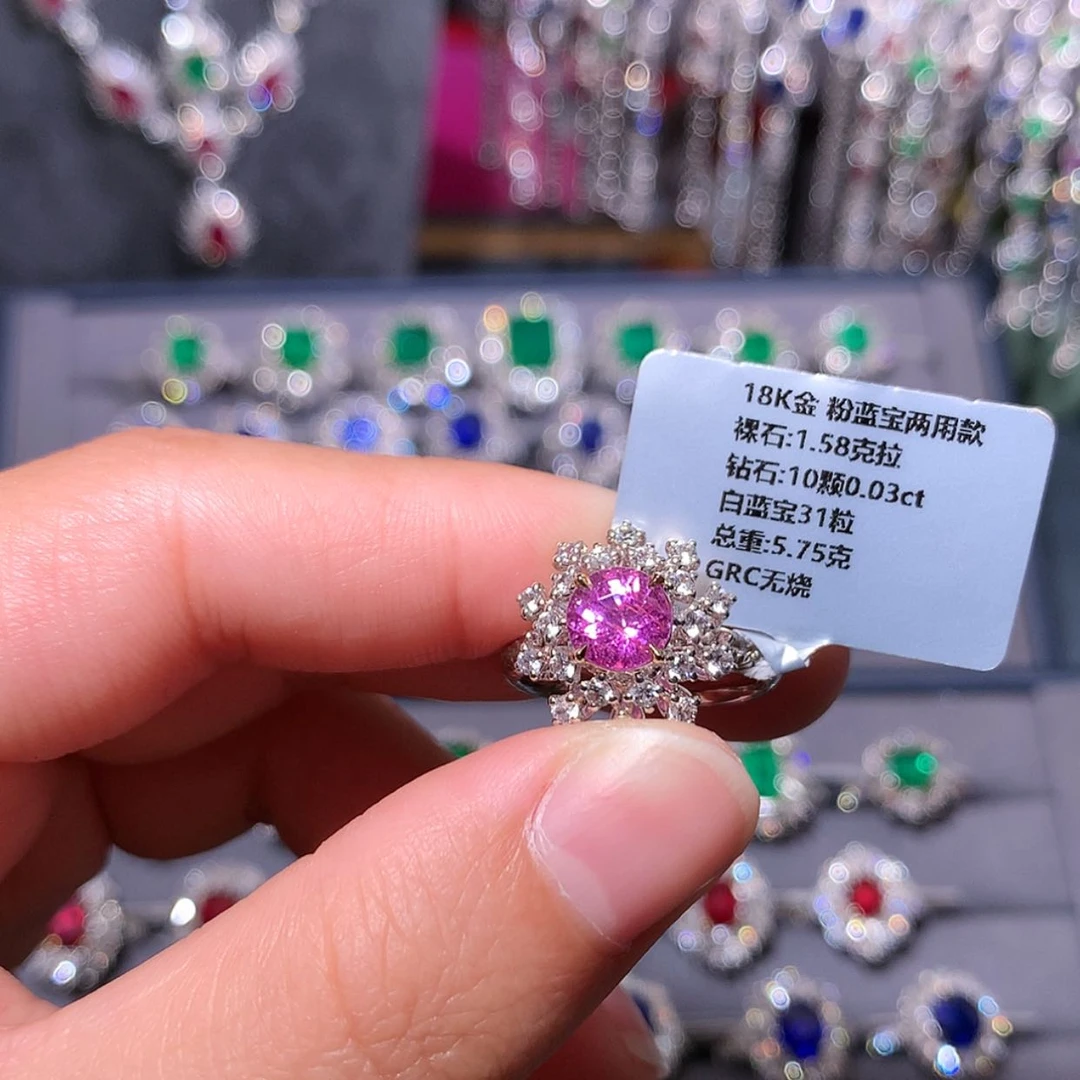 18K金 粉蓝宝两用款
裸石:1.58克拉
钻石:10颗0.03ct
白蓝宝31粒
总重:5.75克
GRC无烧